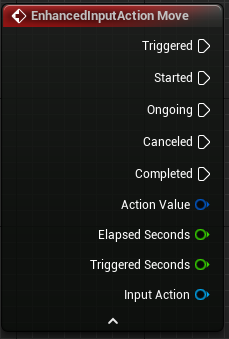 EnhancedInputAction Move
Triggered
Started
Ongoing
Canceled
Completed
Action Value
Elapsed Seconds
Triggered Seconds
Input Action